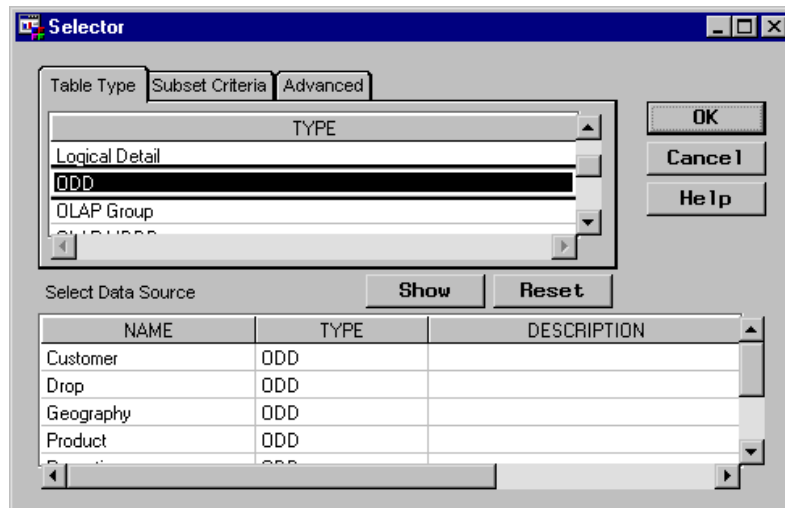 Selector
Table Type Subset Criteria Advanced
TYPE
Logical Detail
ODD
OLAP Group
OK
Cancel
Help
Select Data Source Show Reset
NAME TYPE DESCRIPTION
Customer ODD
Drop ODD
Geography ODD
Product ODD